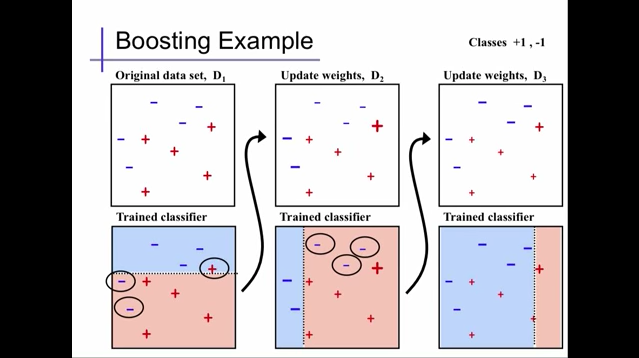 Boosting Example
Classes +1 , -1
Original data set, D1
Update weights, D2
Update weights, D3
Trained classifier
Trained classifier
Trained classifier